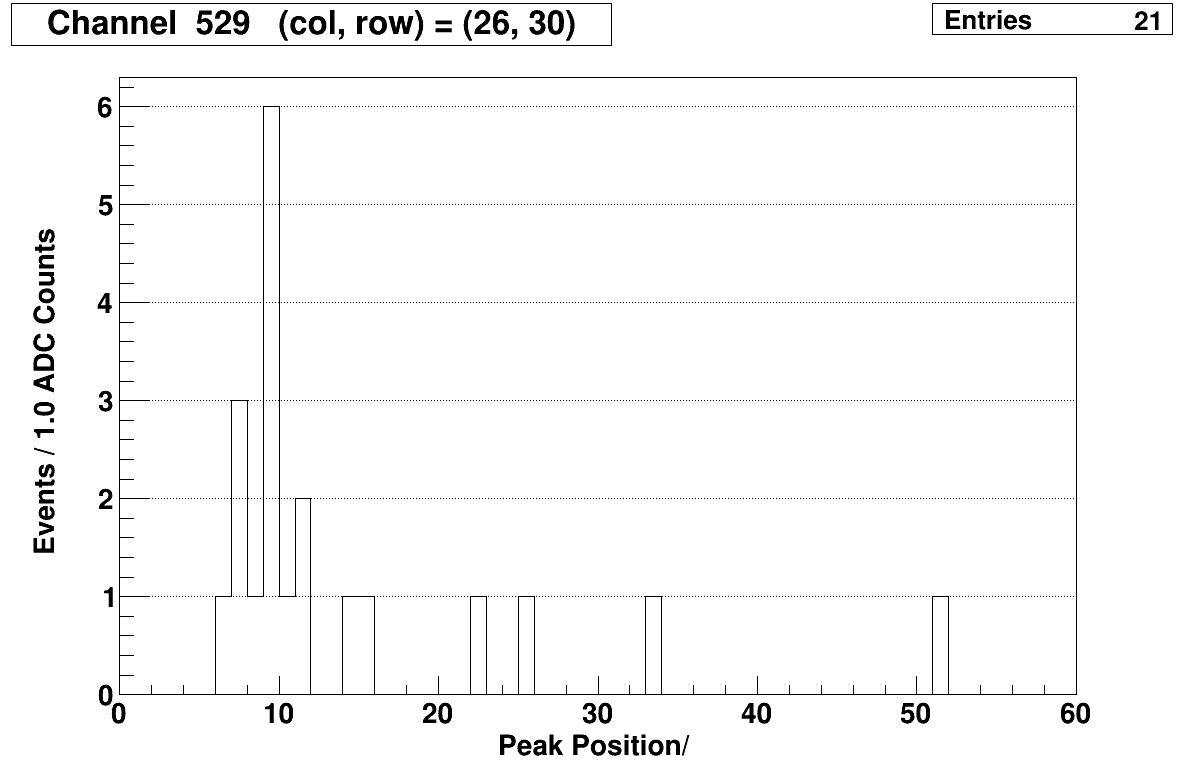 Channel 529 (col, row) = (26, 30)
Entries 21
Events / 1.0 ADC Counts
6
5
4
3
2
1
0
0 10 20 30 40 50 60
Peak Position/